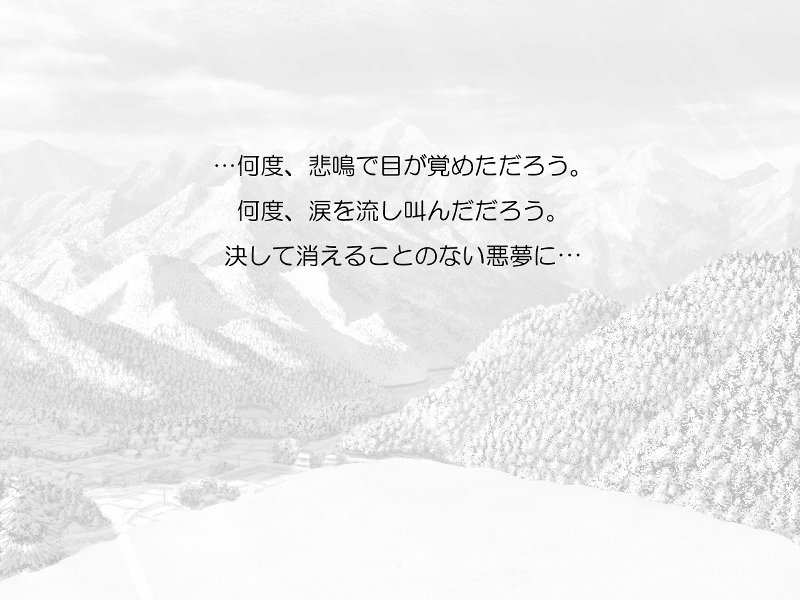 …何度、悲鳴で目が覚めただろう。
何度、涙を流し叫んだだろう。
決して消えることのない悪夢に…